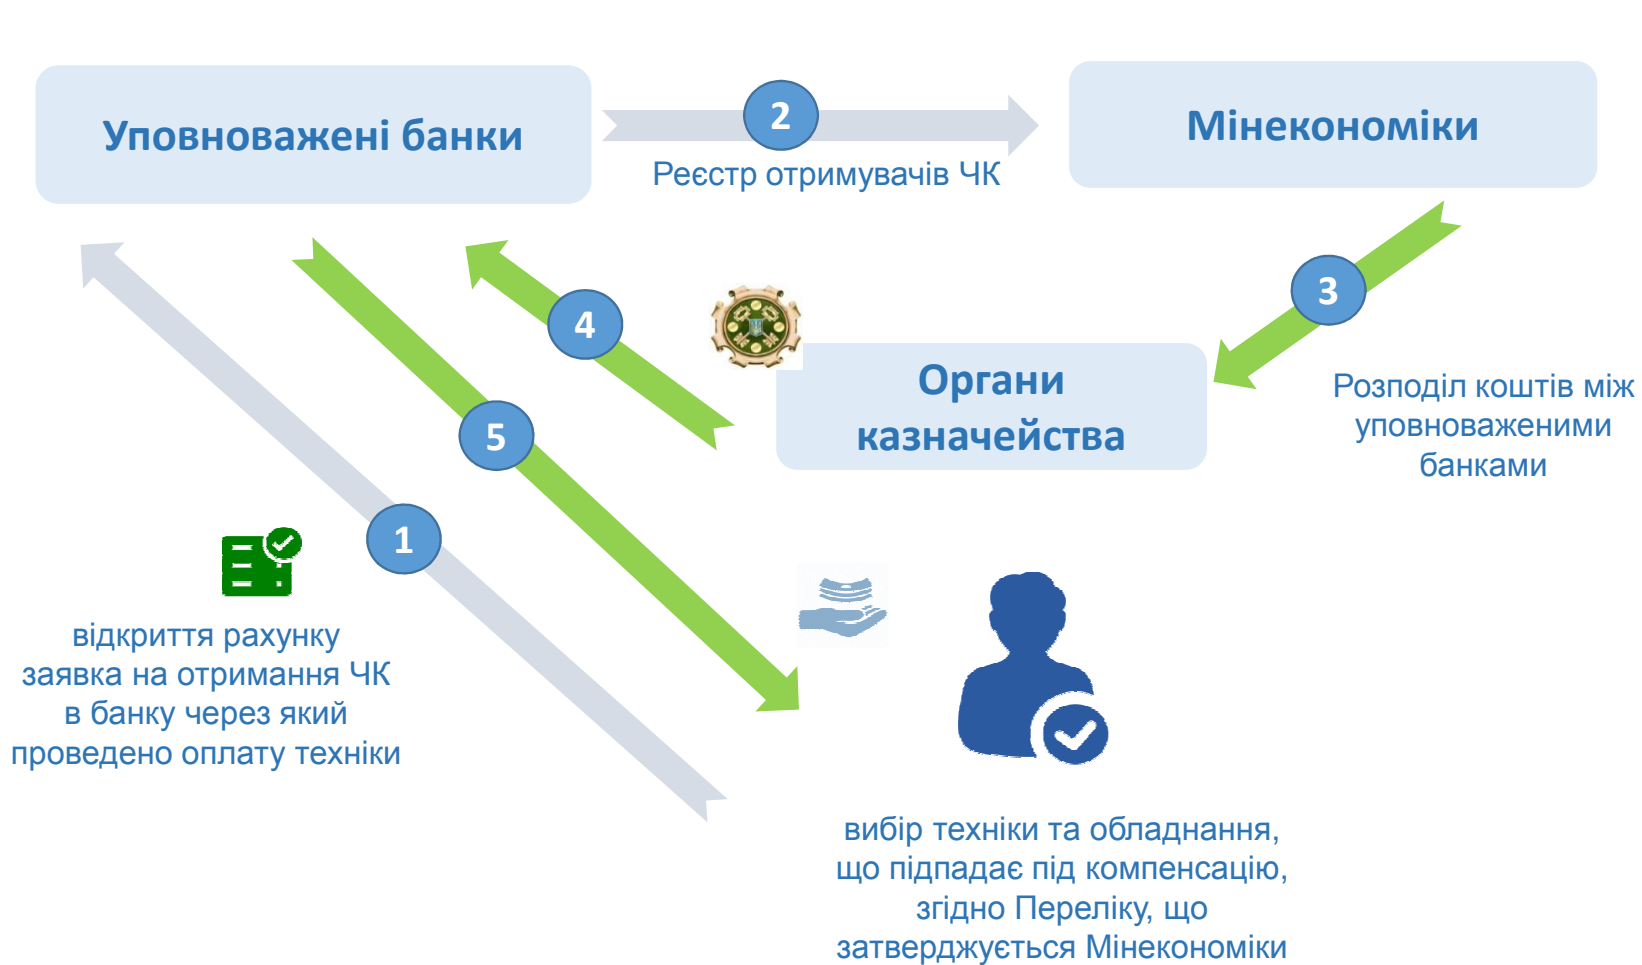 Уповноважені банки
2
Реєстр отримувачів ЧК
Мінекономіки
3
Розподіл коштів між
уповноваженими
банками
4
Органи
казначейства
5
1
відкриття рахунку
заявка на отримання ЧК
в банку через який
проведено оплату техніки
вибір техніки та обладнання,
що підпадає під компенсацію,
згідно Переліку, що
затверджується Мінекономіки